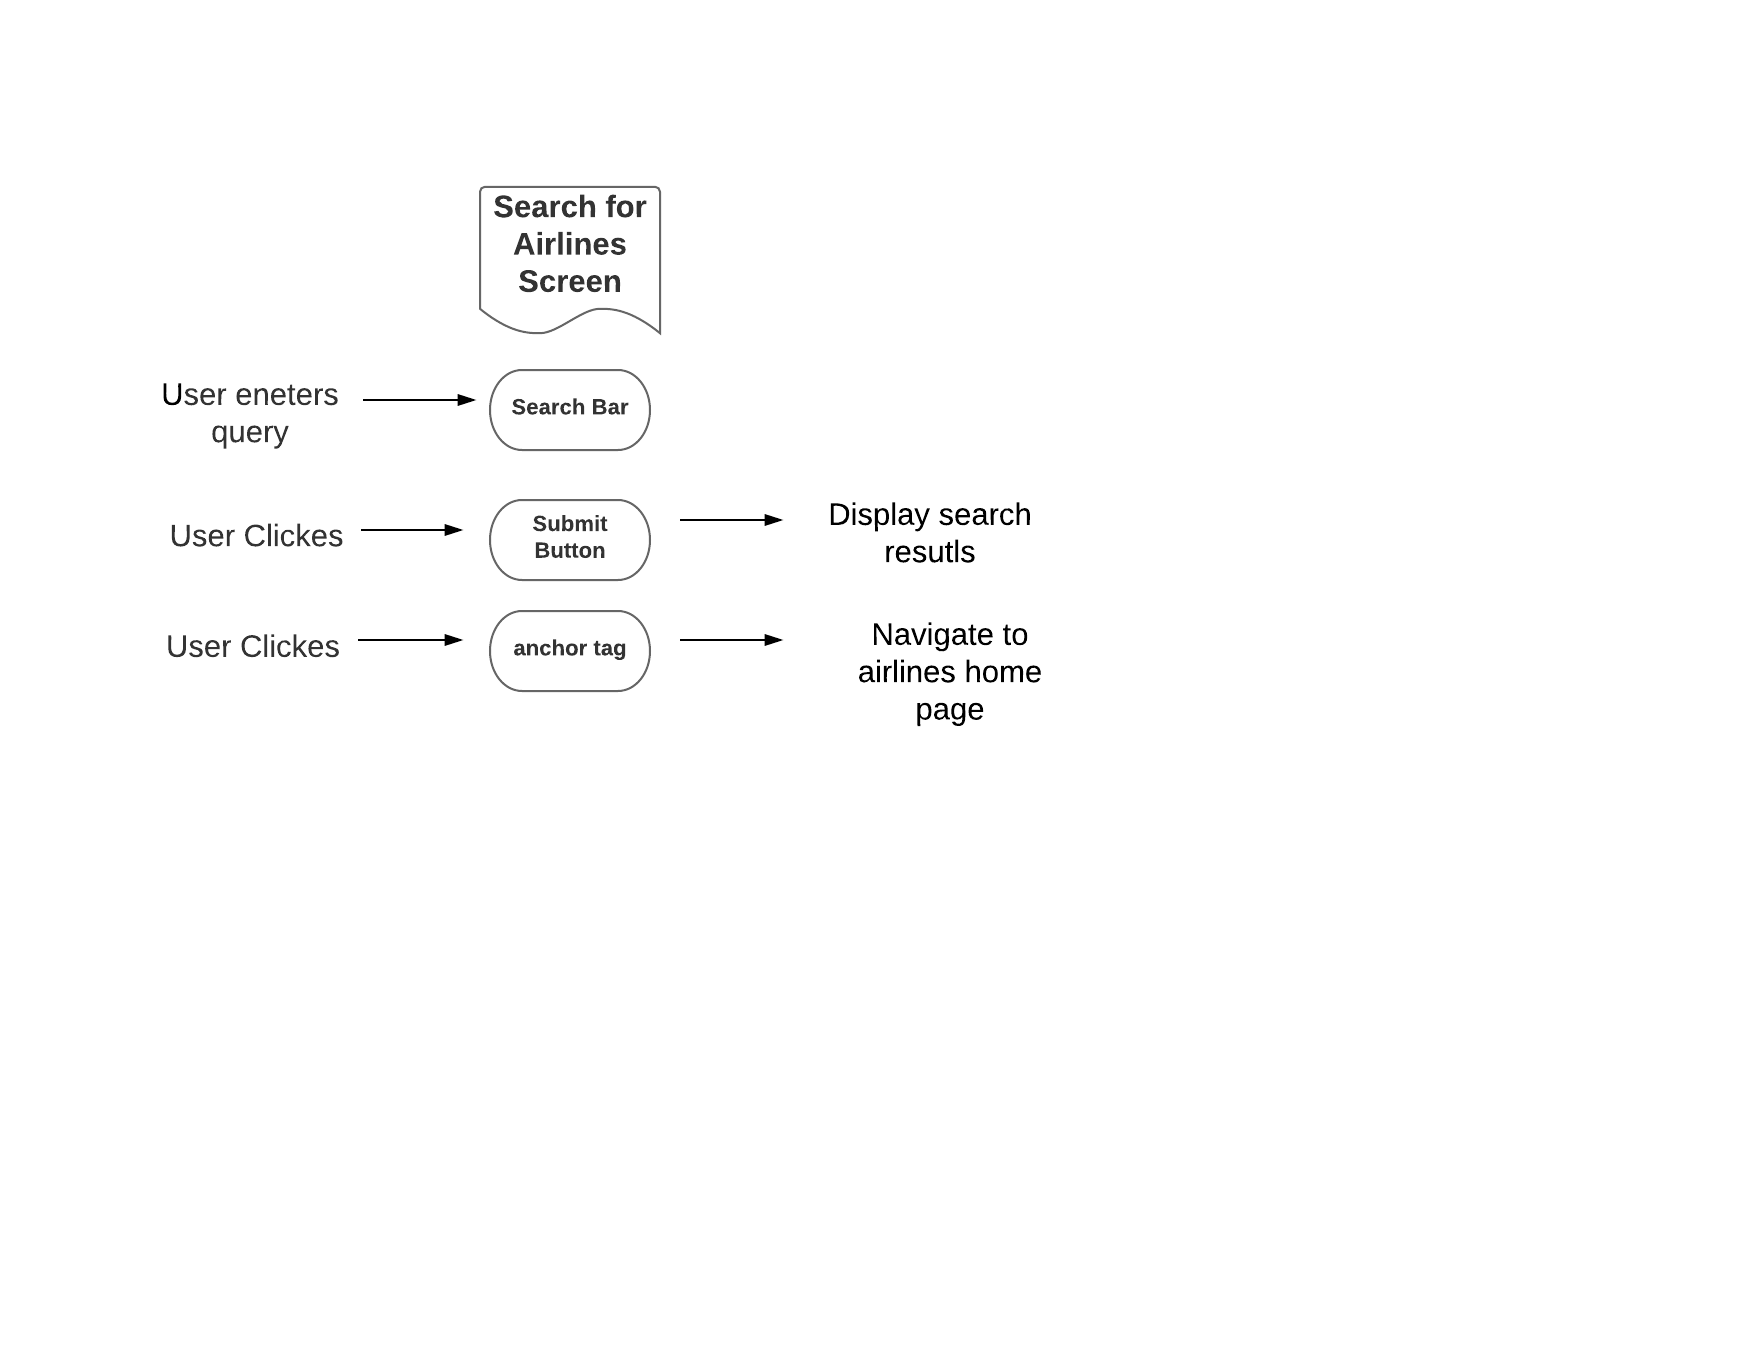 Search for
Airlines
Screen
User eneters
query
Search Bar
User Clickes
Submit
Button
Display search
resutls
User Clickes
anchor tag
Navigate to
airlines home
page